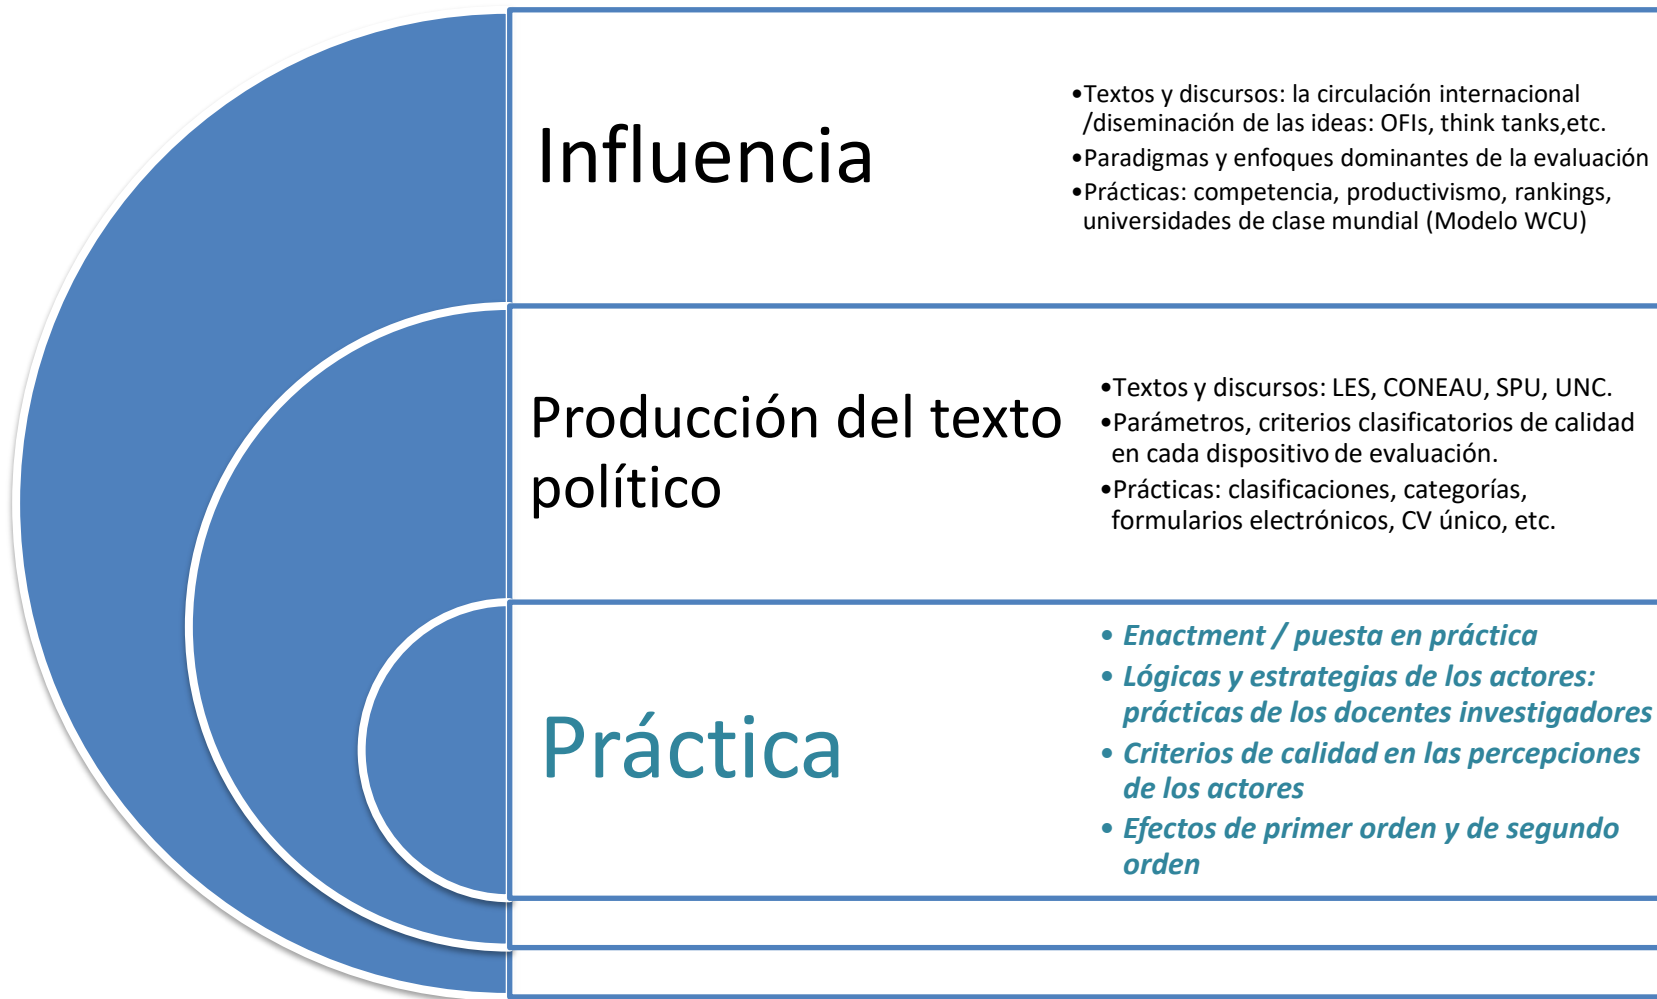 Influencia
•Textos y discursos: la circulación internacional
/diseminación de las ideas: OFIs, think tanks,etc.
•Paradigmas y enfoques dominantes de la evaluación
•Prácticas: competencia, productivismo, rankings,
universidades de clase mundial (Modelo WCU)
Producción del texto
político
•Textos y discursos: LES, CONEAU, SPU, UNC.
•Parámetros, criterios clasificatorios de calidad
en cada dispositivo de evaluación.
•Prácticas: clasificaciones, categorías,
formularios electrónicos, CV único, etc.
Práctica
• Enactment / puesta en práctica
• Lógicas y estrategias de los actores:
prácticas de los docentes investigadores
• Criterios de calidad en las percepciones
de los actores
• Efectos de primer orden y de segundo
orden